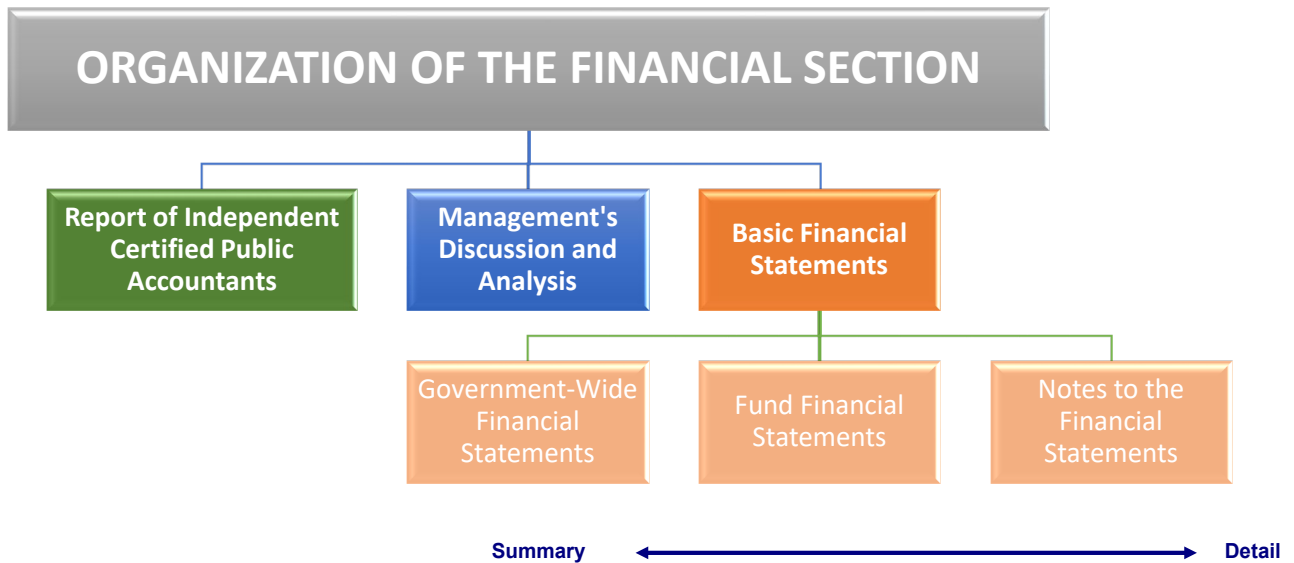 ORGANIZATION OF THE FINANCIAL SECTION
Report of Independent
Certified Public
Accountants
Management's
Discussion and
Analysis
Basic Financial
Statements
Government-Wide
Financial
Statements
Fund Financial
Statements
Notes to the
Financial
Statements
Summary
Detail